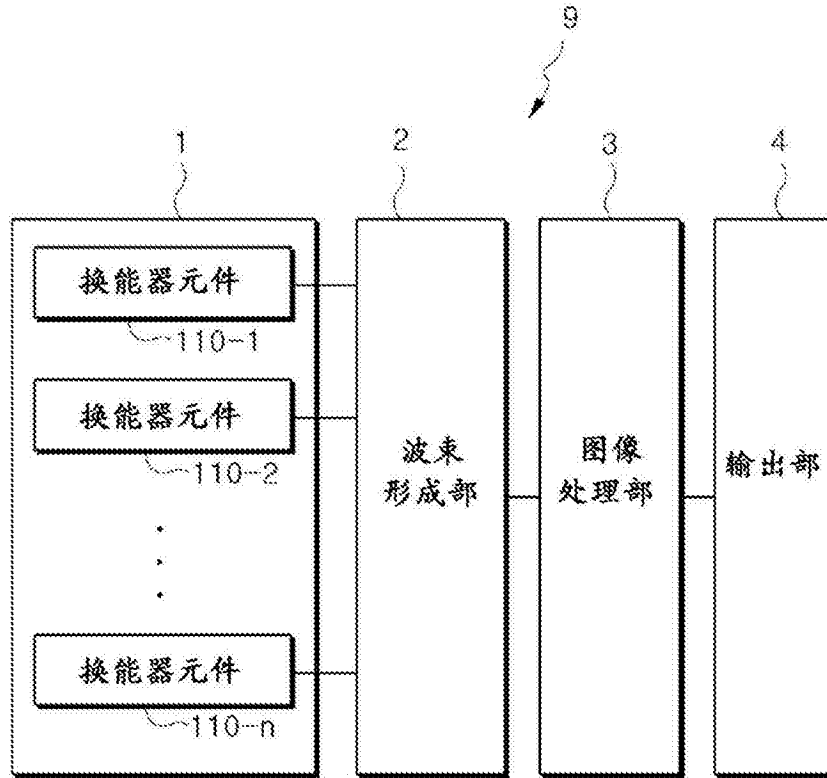 9
1
2
3
4
换能器元件
110-1
换能器元件
110-2
换能器元件
110-n
波束
形成部
图像
处理部
输出部